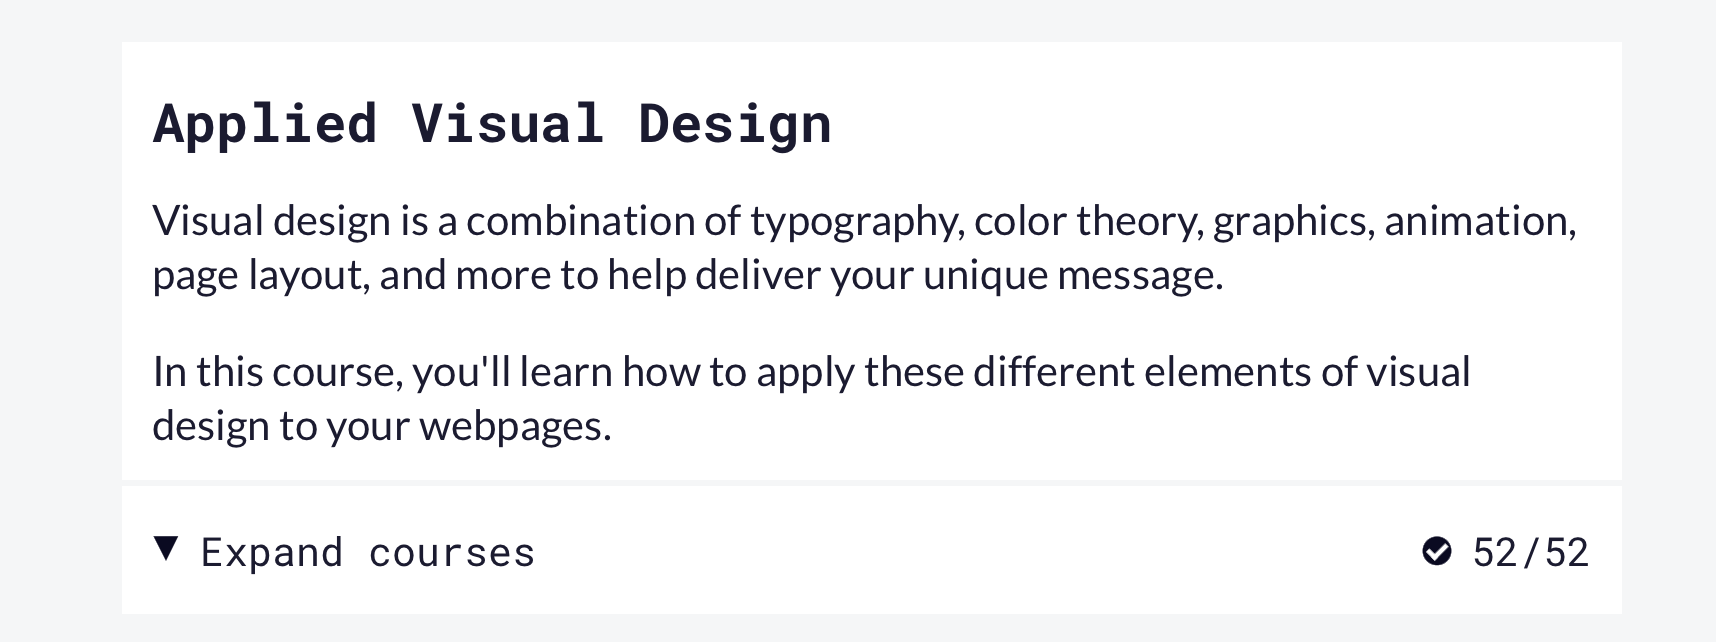 Applied Visual Design
Visual design is a combination of typography, color theory, graphics, animation,
page layout, and more to help deliver your unique message.
In this course, you'll learn how to apply these different elements of visual
design to your webpages.
Expand courses
52/52